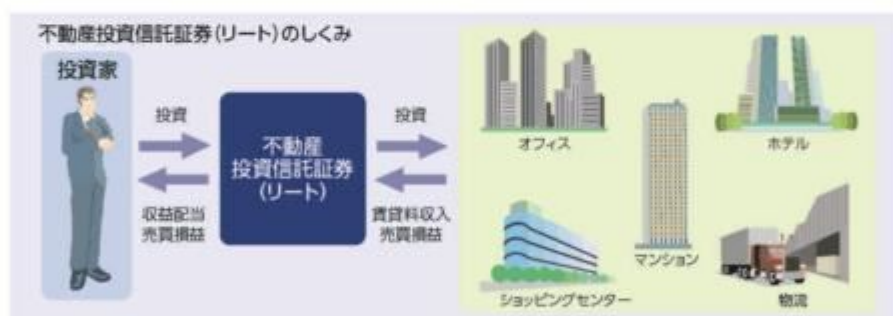 不動産投資信託証券(リート)のしくみ
投資家
投資
収益配当
売買損益
不動産
投資信託証券
(リート)
投資
賃貸料収入
売買損益
オフィス
ホテル
マンション
ショッピングセンター
物流